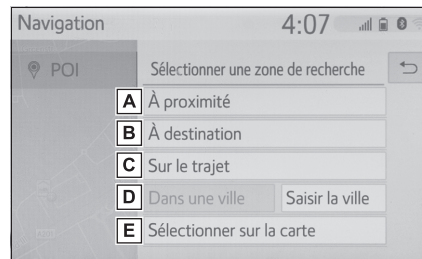 Navigation 4:07
POI Sélectionner une zone de recherche
A À proximité
B À destination
C Sur le trajet
D Dans une ville Saisir la ville
E Sélectionner sur la carte